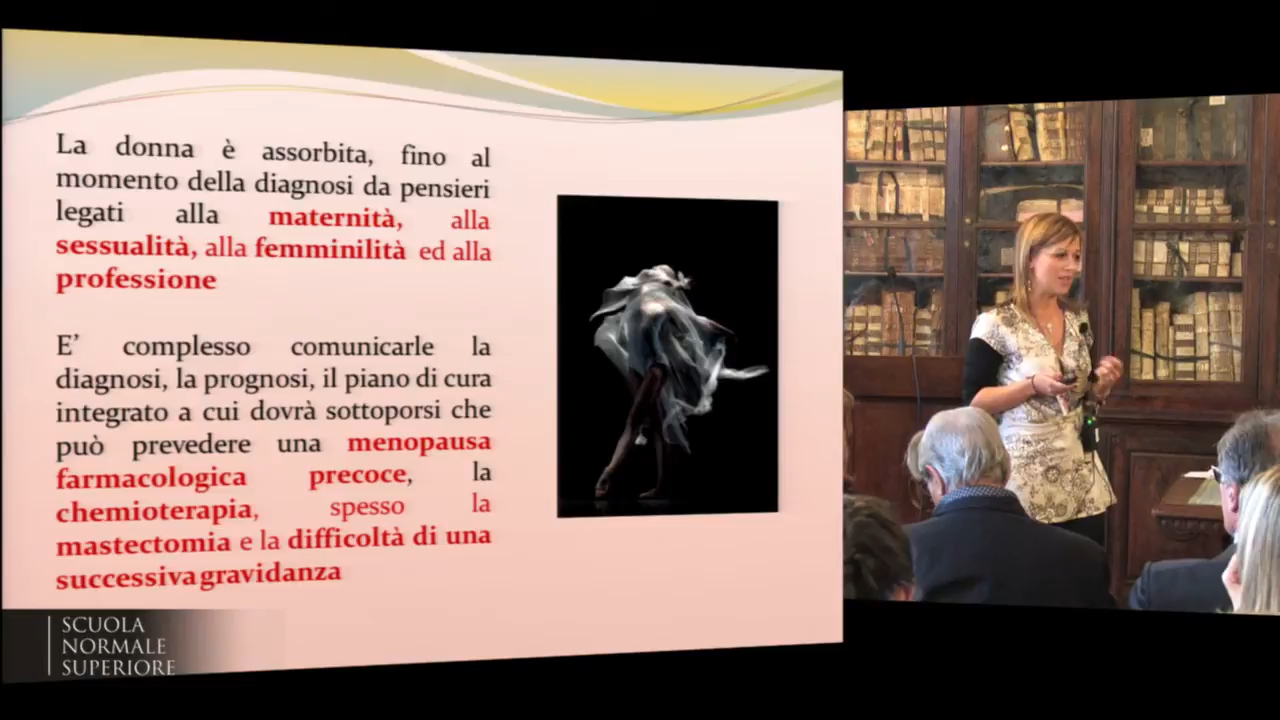 La donna è assorbita, fino al
momento della diagnosi da pensieri
legati alla maternità, alla
sessualità, alla femminilità ed alla
professione
E' complesso comunicarle la
diagnosi, la prognosi, il piano di cura
integrato a cui dovrà sottoporsi che
può prevedere una menopausa
farmacologica precoce, la
chemioterapia, spesso la
mastectomia e la difficoltà di una
successiva gravidanza
SCUOLA
NORMALE
SUPERIORE